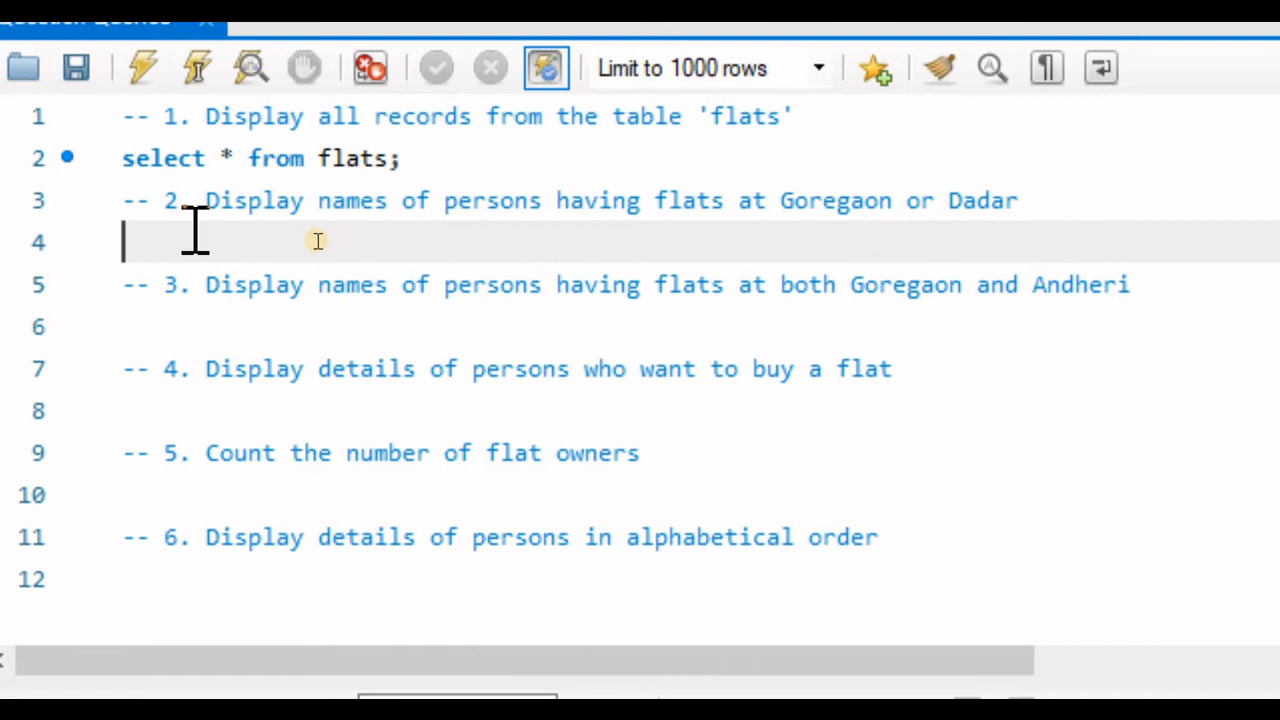 Limit to 1000 rows
1 -- 1. Display all records from the table 'flats'
2 select * from flats;
3 -- 2. Display names of persons having flats at Goregaon or Dadar
4
5 -- 3. Display names of persons having flats at both Goregaon and Andheri
6
7 -- 4. Display details of persons who want to buy a flat
8
9 -- 5. Count the number of flat owners
10
11 -- 6. Display details of persons in alphabetical order
12